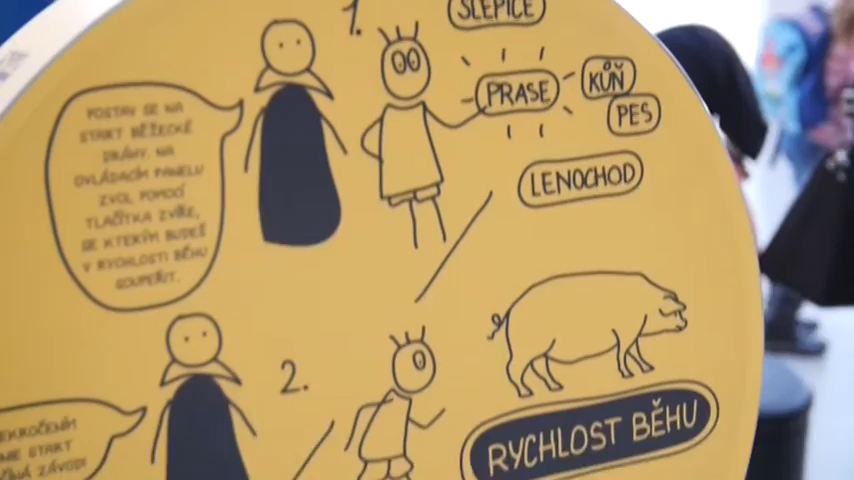 1.
SLEPICE
PRASE
KŮŇ
PES
LENOCHOD
POSTAV SE NA
START BĚŽECKÉ
DRÁHY. NA
OVLÁDACÍM PANELU
ZVOL POMOCÍ
TLAČÍTKA ZVÍŘE,
SE KTERÝM BUDEŠ
V RYCHLOSTI BĚHU
SOUPEŘIT.
2.
RYCHLOST BĚHU
START